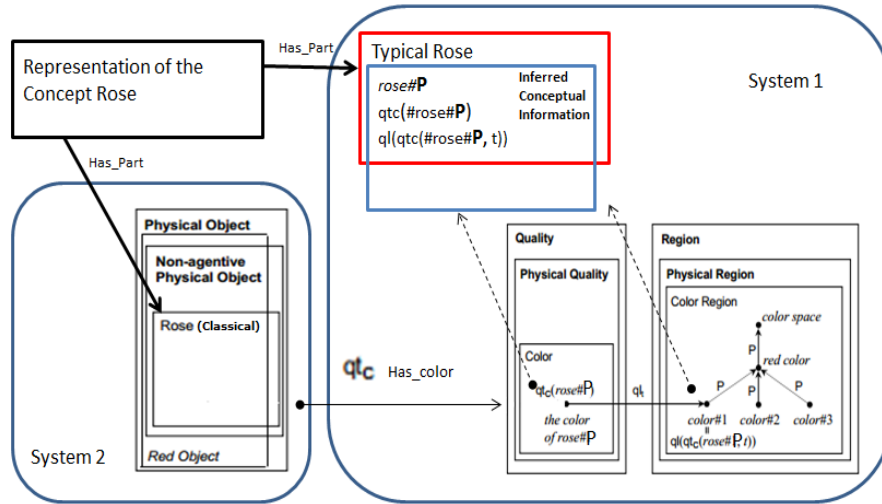 Representation of the
Concept Rose
Has_Part
Has_Part
Typical Rose
rose#P
qtc(#rose#P)
ql(qtc(#rose#P, t))
Inferred
Conceptual
Information
System 1
Physical Object
Non-agentive
Physical Object
Rose (Classical)
Red Object
System 2
qtc Has_color
Quality
Physical Quality
Color
qtc(rose#P)
the color
of rose#P
qlt
Region
Physical Region
Color Region
color space
P
red color
P P P
color#1 color#2 color#3
=
ql(qtc(rose#P, t))